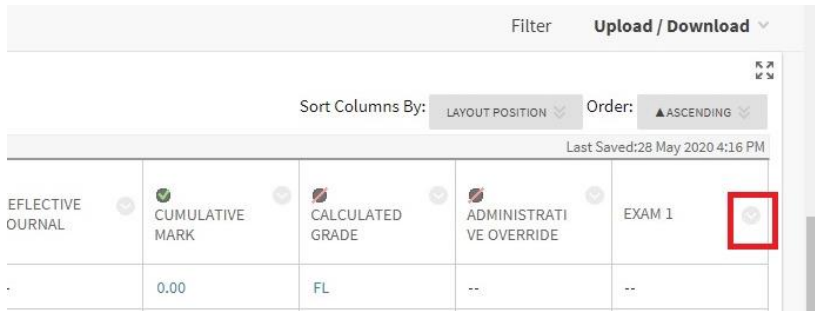 Filter Upload / Download
Sort Columns By: LAYOUT POSITION Order: ▲ASCENDING
Last Saved:28 May 2020 4:16 PM
EFLECTIVE
OURNAL
CUMULATIVE
MARK
CALCULATED
GRADE
ADMINISTRATI
VE OVERRIDE
EXAM 1
0.00 FL -- --